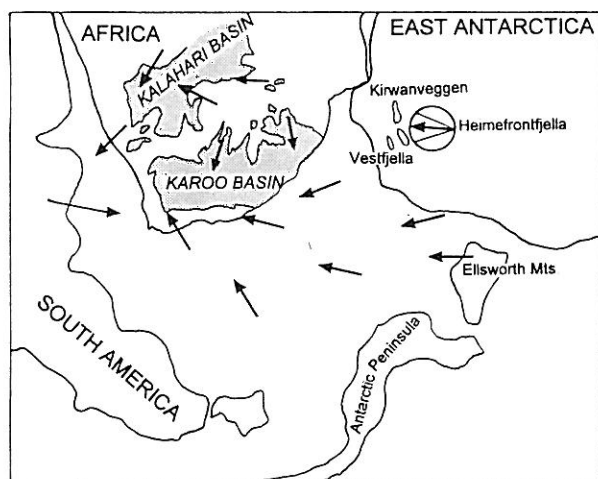 AFRICA
EAST ANTARCTICA
KALAHARI BASIN
Kirwanveggen
Heimefrontfjella
Vestfjella
KAROO BASIN
Ellsworth Mts
SOUTH AMERICA
Antarctic Peninsula